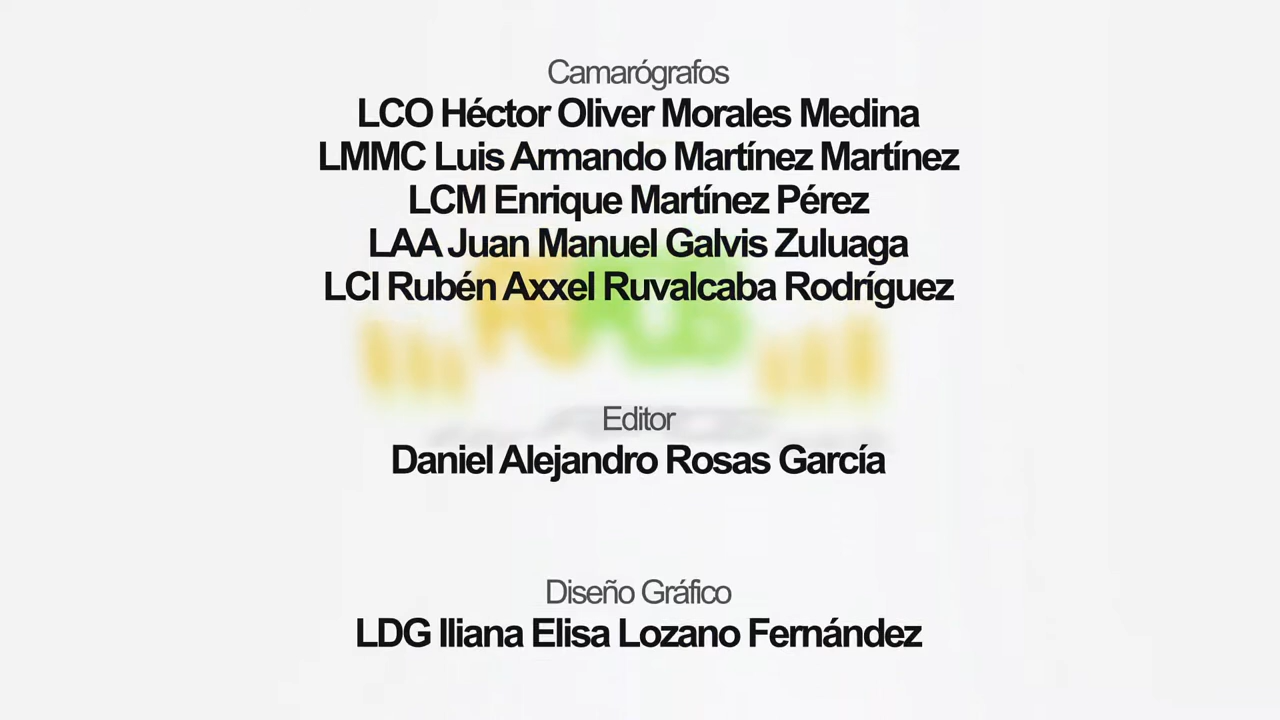 Camarógrafos
LCO Héctor Oliver Morales Medina
LMMC Luis Armando Martínez Martínez
LCM Enrique Martínez Pérez
LAA Juan Manuel Galvis Zuluaga
LCI Rubén Axxel Ruvalcaba Rodríguez
Editor
Daniel Alejandro Rosas García
Diseño Gráfico
LDG Iliana Elisa Lozano Fernández